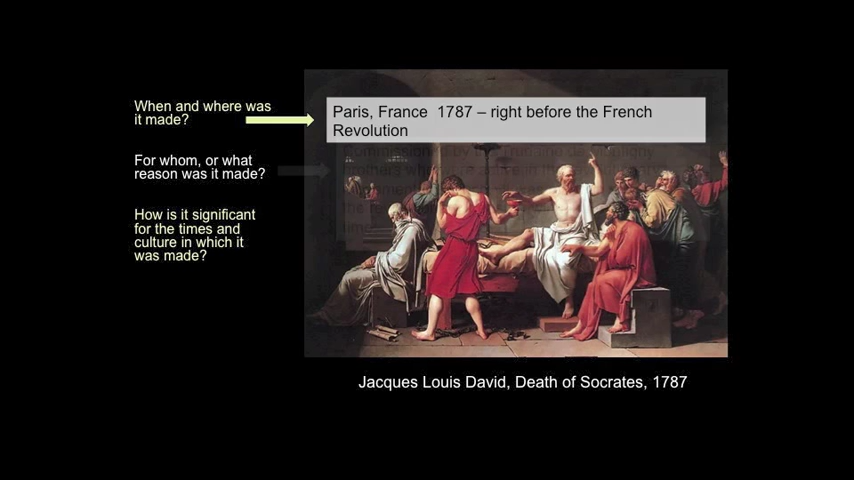 When and where was
it made?
Paris, France 1787 – right before the French
Revolution
For whom, or what
reason was it made?
How is it significant
for the times and
culture in which it
was made?
Jacques Louis David, Death of Socrates, 1787